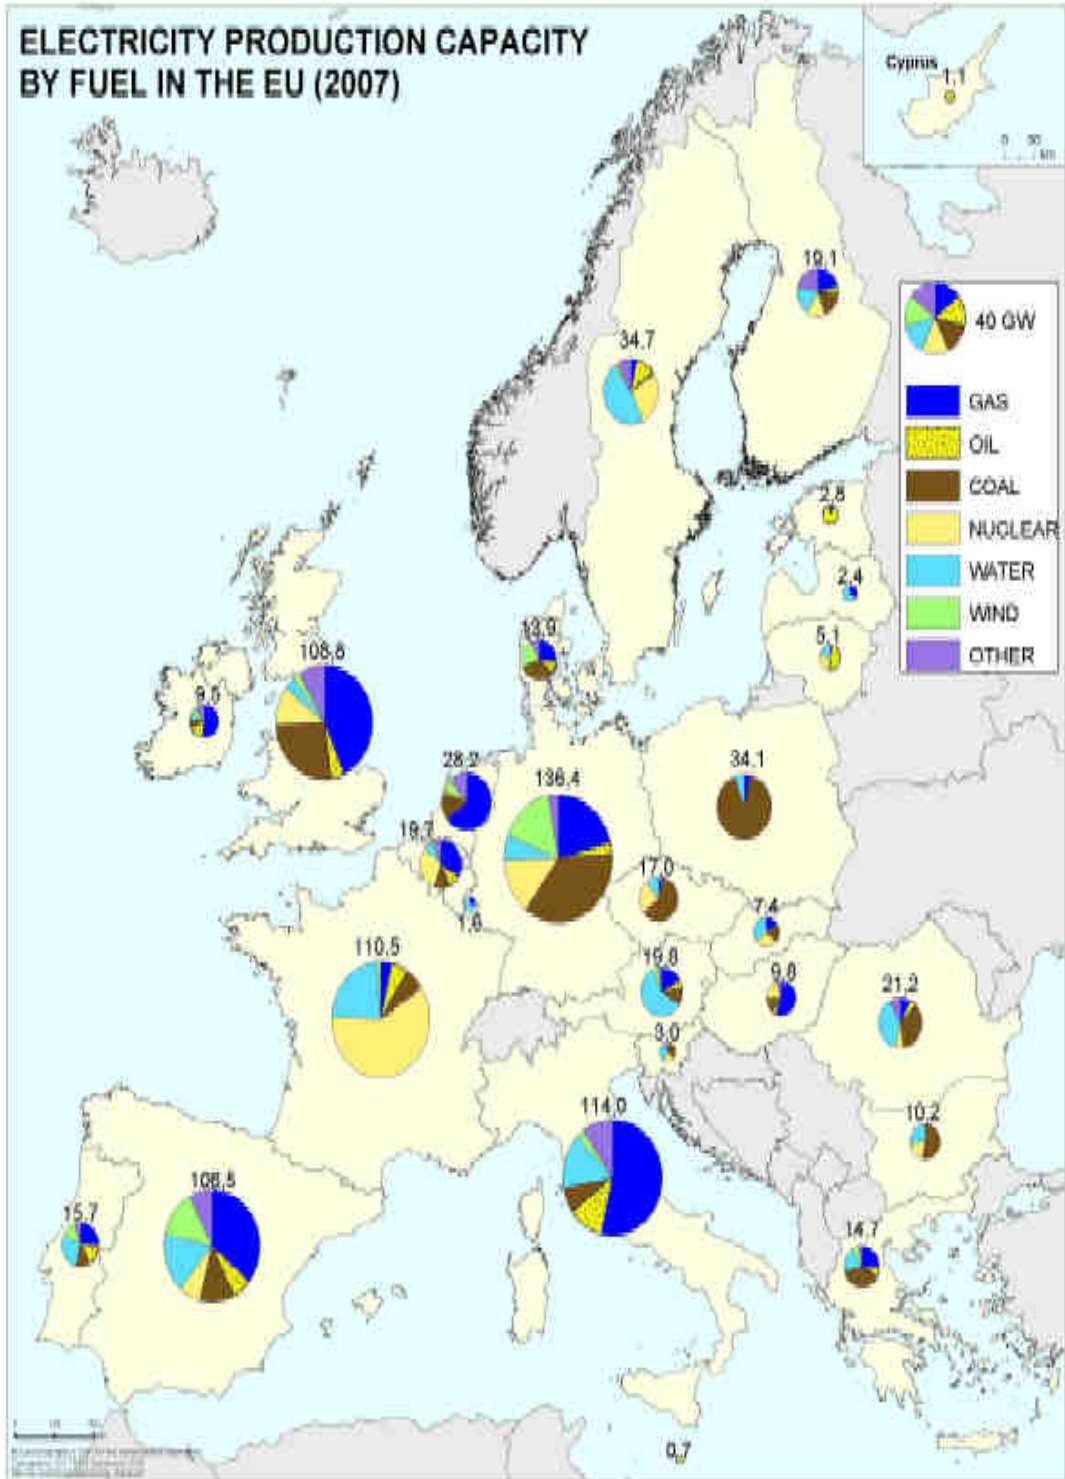 ELECTRICITY PRODUCTION CAPACITY
BY FUEL IN THE EU (2007)
Cyprus
1,1
0
km
19,1
40 GW
34,7
GAS
OIL
COAL
2,8
NUCLEAR
2,4
WATER
WIND
5,1
OTHER
13,9
108,8
9,5
28,2
136,4
34,1
19,7
17,0
1,6
7,4
110,5
19,8
9,8
21,2
3,0
114,0
10,2
106,5
15,7
14,7
0,7